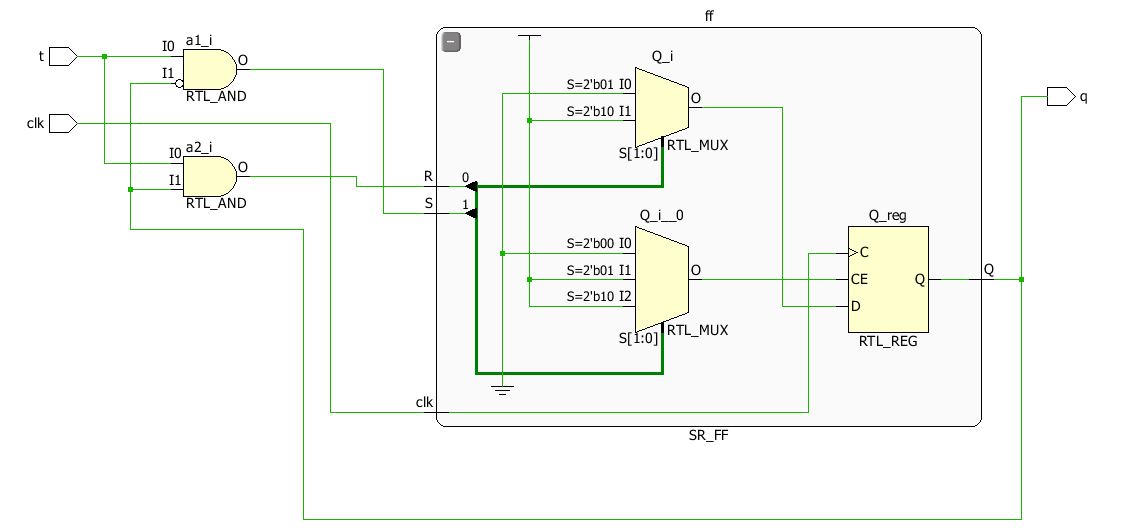 ff
t
I0 a1_i
I1 O
RTL_AND
clk
I0 a2_i
I1 O
RTL_AND
R 0
S 1
Q_i
S=2'b01 I0
S=2'b10 I1 O
S[1:0] RTL_MUX
Q_i__0
S=2'b00 I0
S=2'b01 I1 O
S=2'b10 I2
S[1:0] RTL_MUX
Q_reg
C
CE Q
D
RTL_REG
Q
q
clk
SR_FF